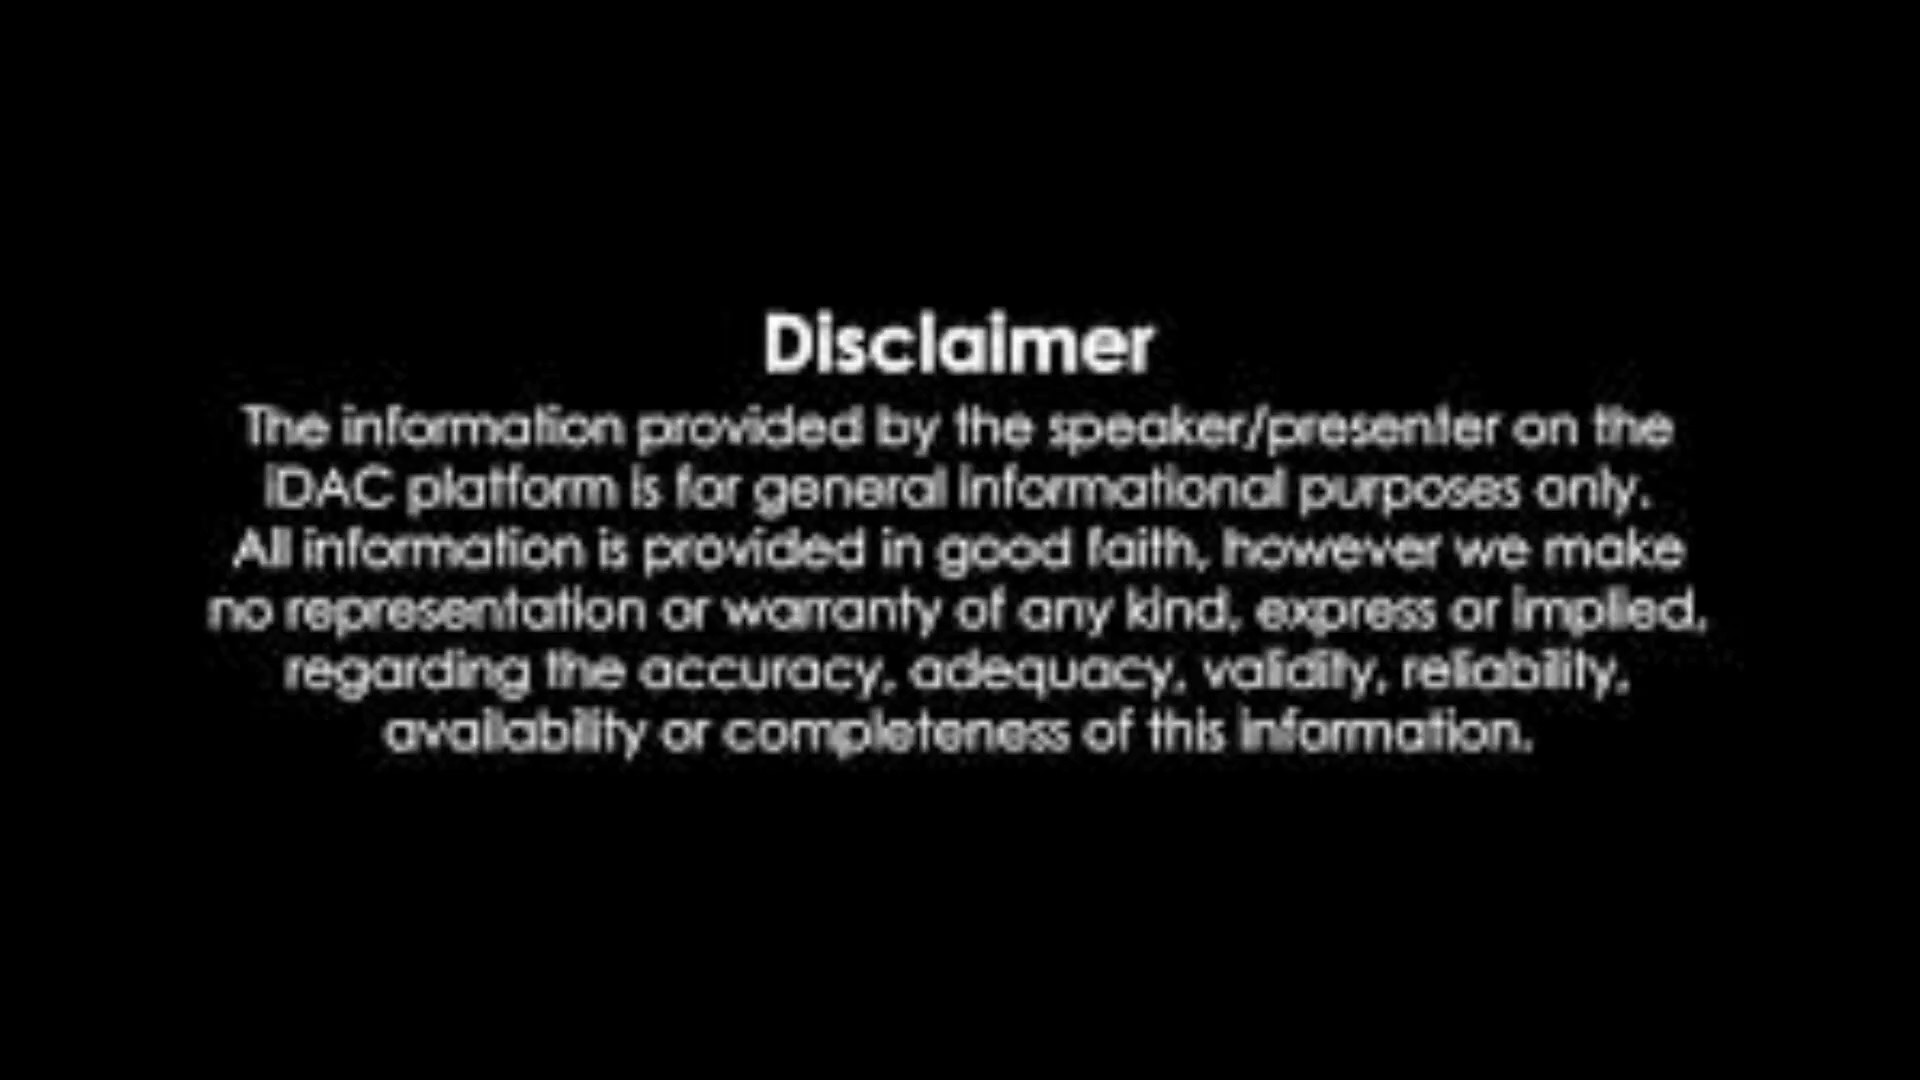 Disclaimer
The information provided by the speaker/presenter on the
iDAC platform is for general informational purposes only.
All information is provided in good faith, however we make
no representation or warranty of any kind, express or implied,
regarding the accuracy, adequacy, validity, reliability,
availability or completeness of this information.